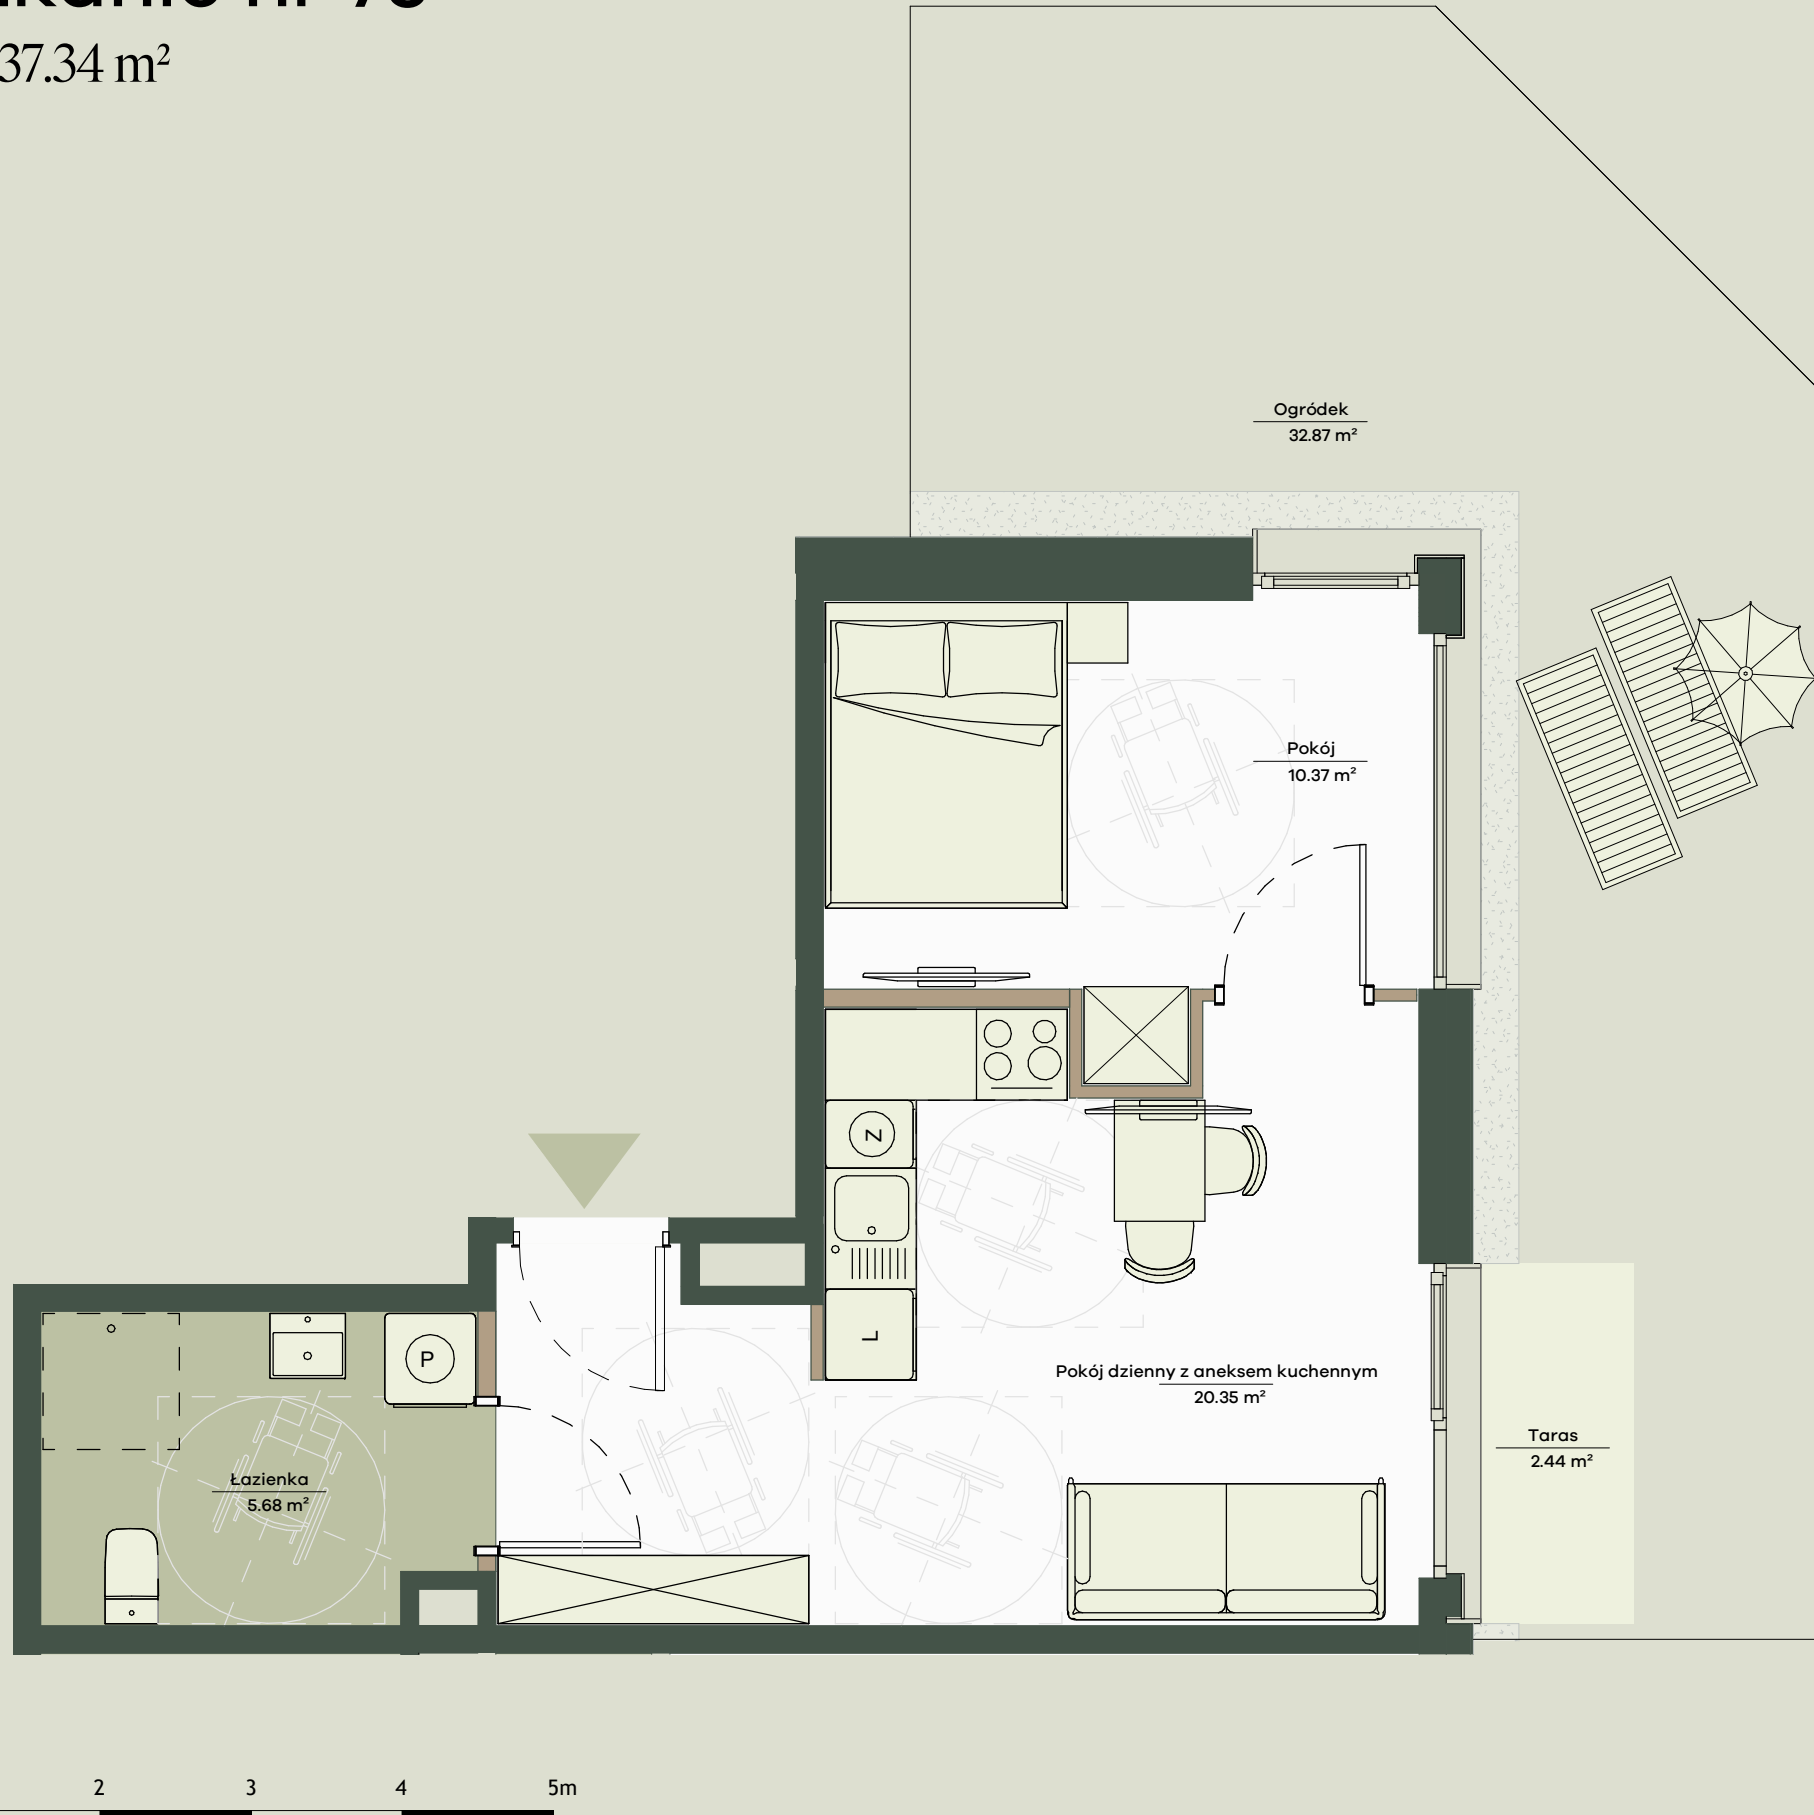 37.34 m²
Ogródek
32.87 m²
Pokój
10.37 m²
Z
L
P
Pokój dzienny z aneksem kuchennym
20.35 m²
Taras
2.44 m²
Łazienka
5.68 m²
2 3 4 5m